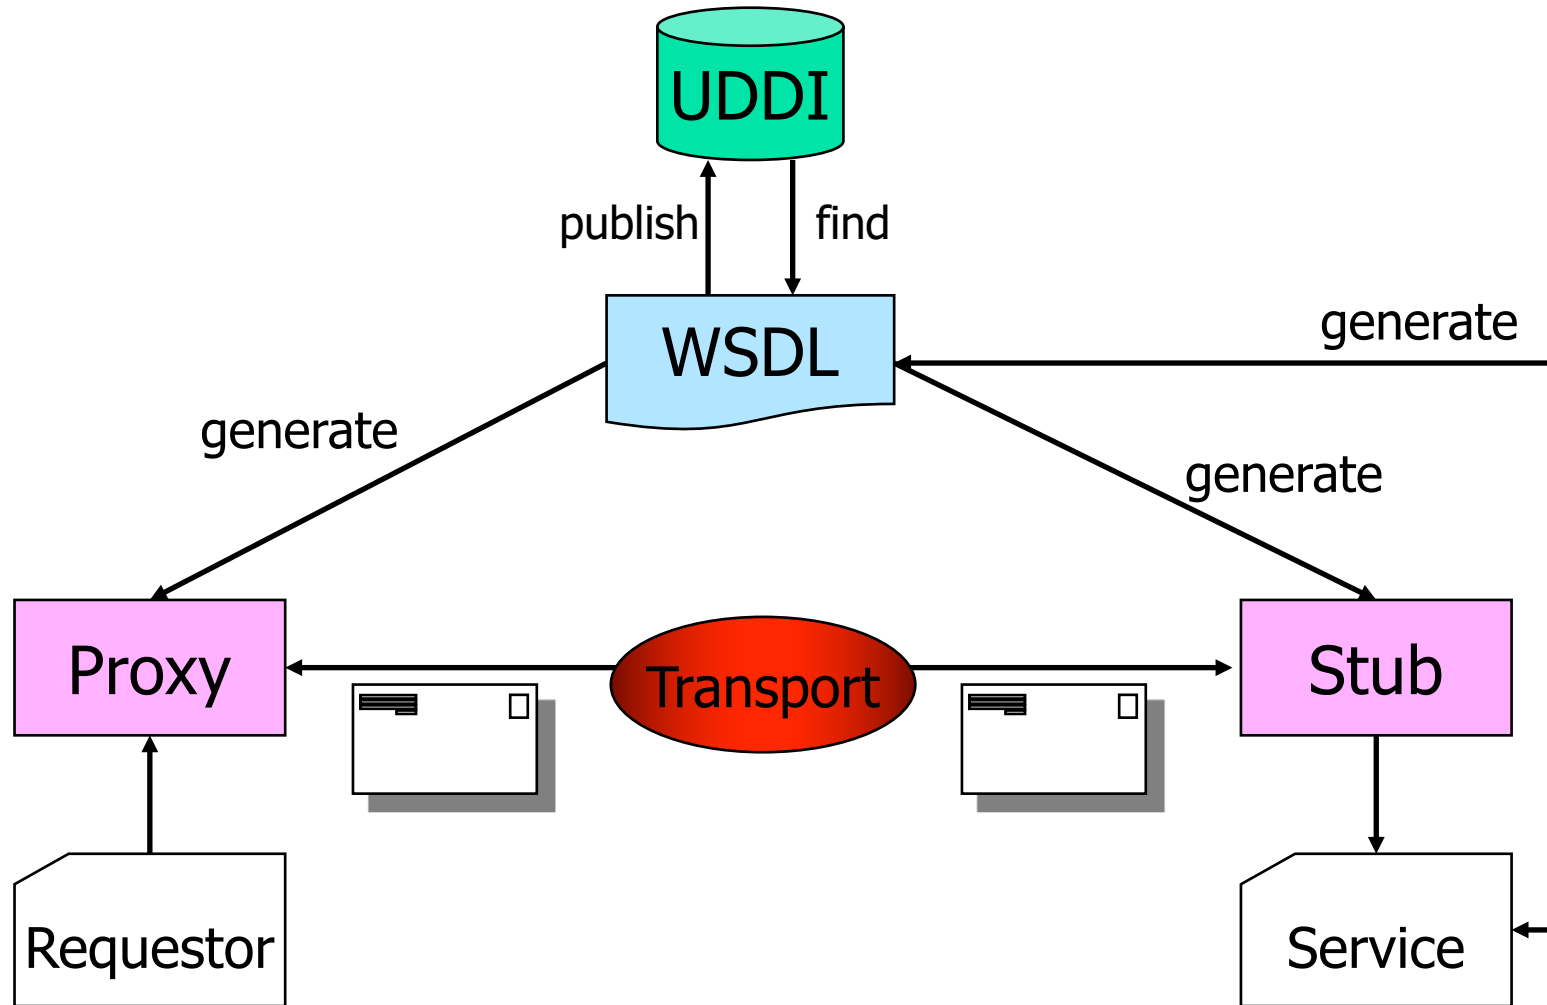 UDDI
publish
find
WSDL
generate
generate
generate
Proxy
Transport
Stub
Requestor
Service